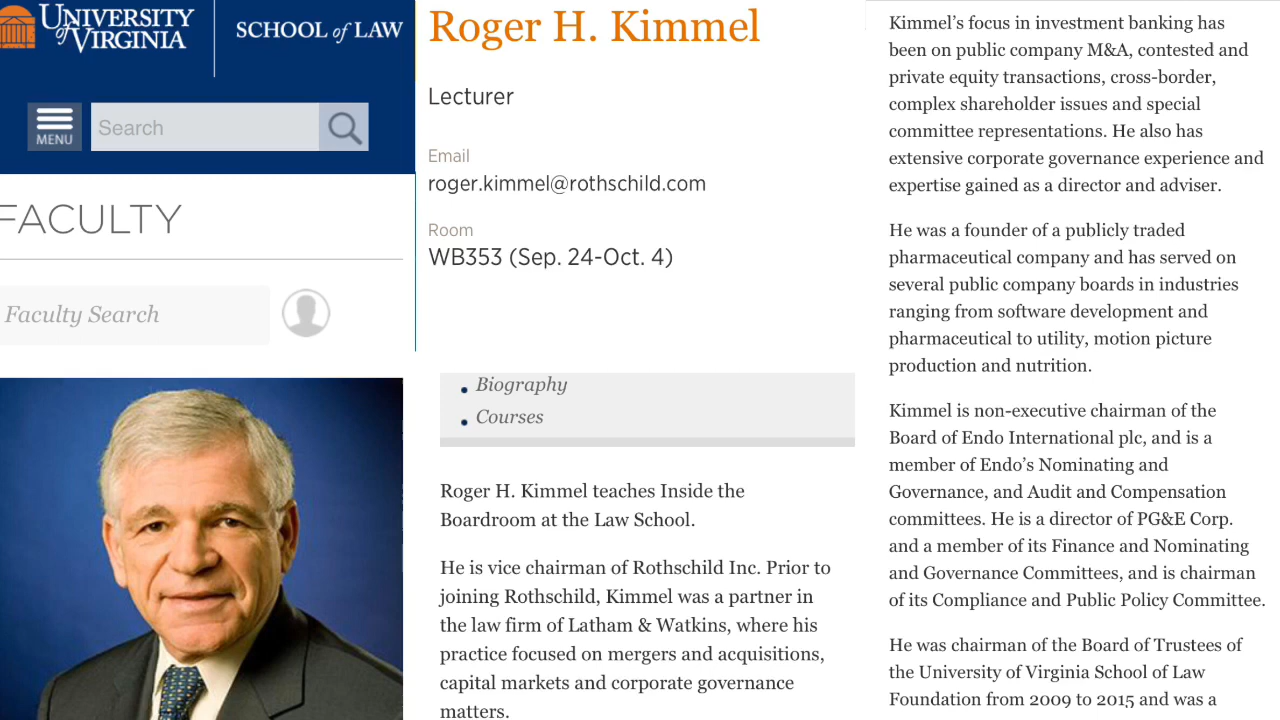 UNIVERSITY
of VIRGINIA
SCHOOL of LAW
MENU
Search
FACULTY
Faculty Search
Roger H. Kimmel
Lecturer
Email
roger.kimmel@rothschild.com
Room
WB353 (Sep. 24-Oct. 4)
• Biography
• Courses
Roger H. Kimmel teaches Inside the
Boardroom at the Law School.
He is vice chairman of Rothschild Inc. Prior to
joining Rothschild, Kimmel was a partner in
the law firm of Latham & Watkins, where his
practice focused on mergers and acquisitions,
capital markets and corporate governance
matters.
Kimmel’s focus in investment banking has
been on public company M&A, contested and
private equity transactions, cross-border,
complex shareholder issues and special
committee representations. He also has
extensive corporate governance experience and
expertise gained as a director and adviser.
He was a founder of a publicly traded
pharmaceutical company and has served on
several public company boards in industries
ranging from software development and
pharmaceutical to utility, motion picture
production and nutrition.
Kimmel is non-executive chairman of the
Board of Endo International plc, and is a
member of Endo’s Nominating and
Governance, and Audit and Compensation
committees. He is a director of PG&E Corp.
and a member of its Finance and Nominating
and Governance Committees, and is chairman
of its Compliance and Public Policy Committee.
He was chairman of the Board of Trustees of
the University of Virginia School of Law
Foundation from 2009 to 2015 and was a